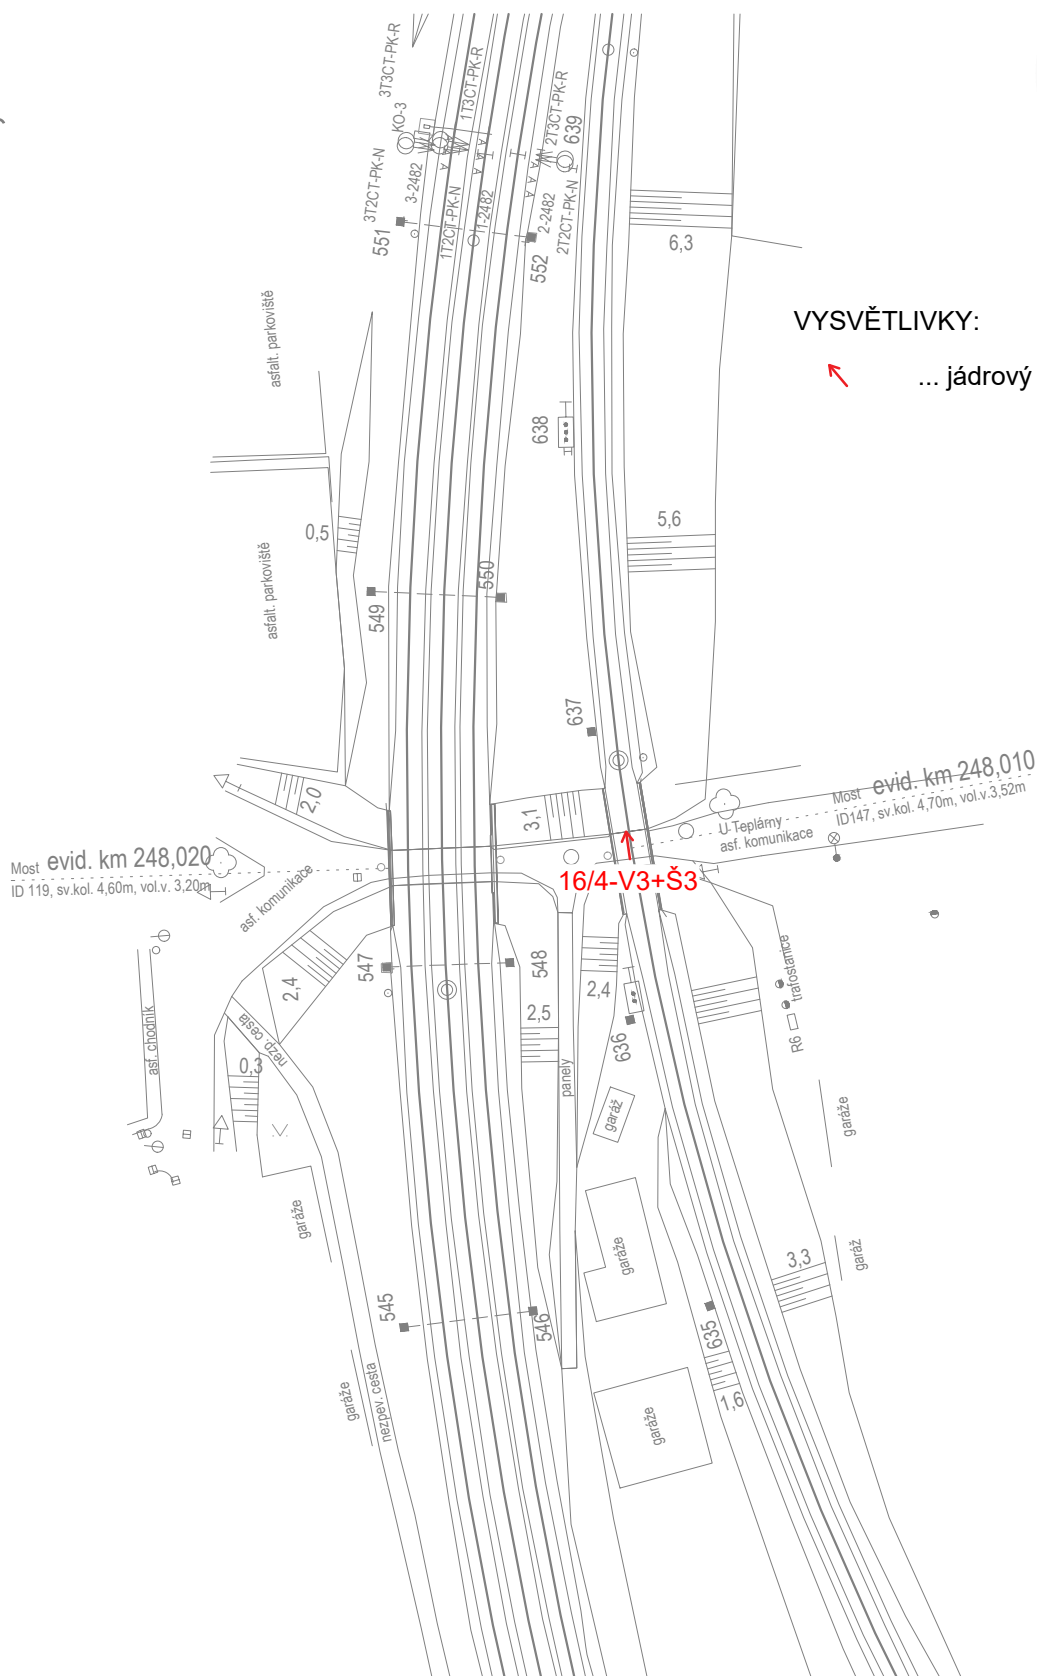 3T3CT-PK-R
KO-3
1T3CT-PK-R
2T3CT-PK-R
639
3T2CT-PK-N
3-2482
1T2CT-PK-N
1-2482
2-2482
2T2CT-PK-N
551
552
6,3
VYSVĚTLIVKY:
... jádrový
asfalt. parkoviště
638
0,5
5,6
asfalt. parkoviště
550
549
637
2,0
3,1
Most evid. km 248,010
ID147, sv.kol. 4,70m, vol.v.3,52m
U Teplárny
asf. komunikace
Most evid. km 248,020
ID 119, sv.kol. 4,60m, vol.v. 3,20m
asf. komunikace
16/4-V3+Š3
547
548
2,4
2,4
2,5
636
trafostanice
R6
asf. chodník
nezp. cesta
0,3
panely
garáž
garáže
garáže
garáže
garáž
3,3
545
546
635
1,6
garáže
nezpev. cesta
garáže